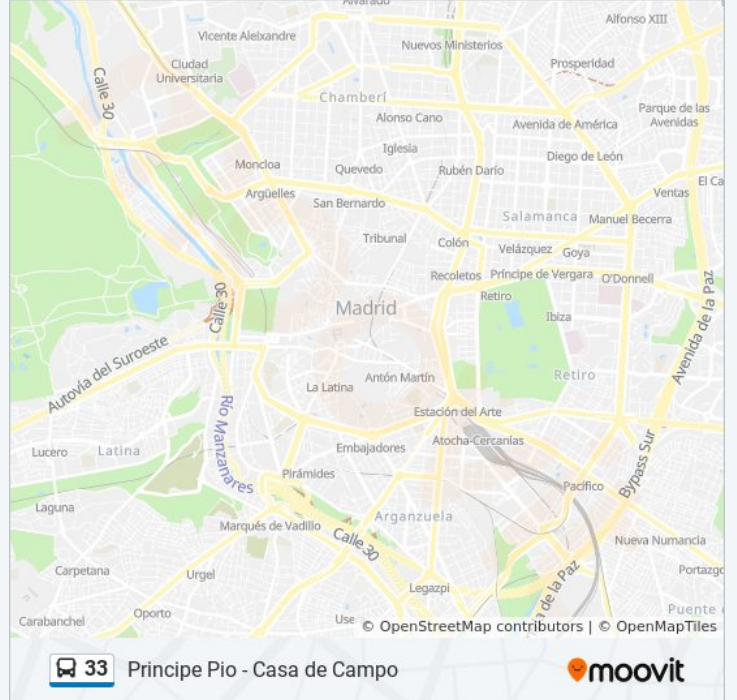 Alvarado
Alfonso XIII
Vicente Aleixandre
Nuevos Ministerios
Ciudad
Universitaria
Prosperidad
Calle 30
Chamberí
Parque de las
Avenidas
Alonso Cano
Avenida de América
Iglesia
Diego de León
Moncloa
Quevedo
Rubén Darío
El Ca
Argüelles
Ventas
San Bernardo
Salamanca
Manuel Becerra
Tribunal
Colón
Velázquez
Goya
Recoletos
Príncipe de Vergara
O'Donnell
Calle 30
Retiro
Madrid
Ibiza
Avenida de la Paz
Autovía del Suroeste
La Latina
Antón Martín
Retiro
Río Manzanares
Estación del Arte
Atocha-Cercanías
Lucero
Latina
Embajadores
Bypass Sur
Pirámides
Pacífico
Laguna
Marqués de Vadillo
Arganzuela
Calle 30
Nueva Numancia
Carpetana
Urgel
Portazgo
Legazpi
a de la Paz
Oporto
Puente
Carabanchel
Use
© OpenStreetMap contributors | © OpenMapTiles
33 Principe Pio - Casa de Campo
moovit